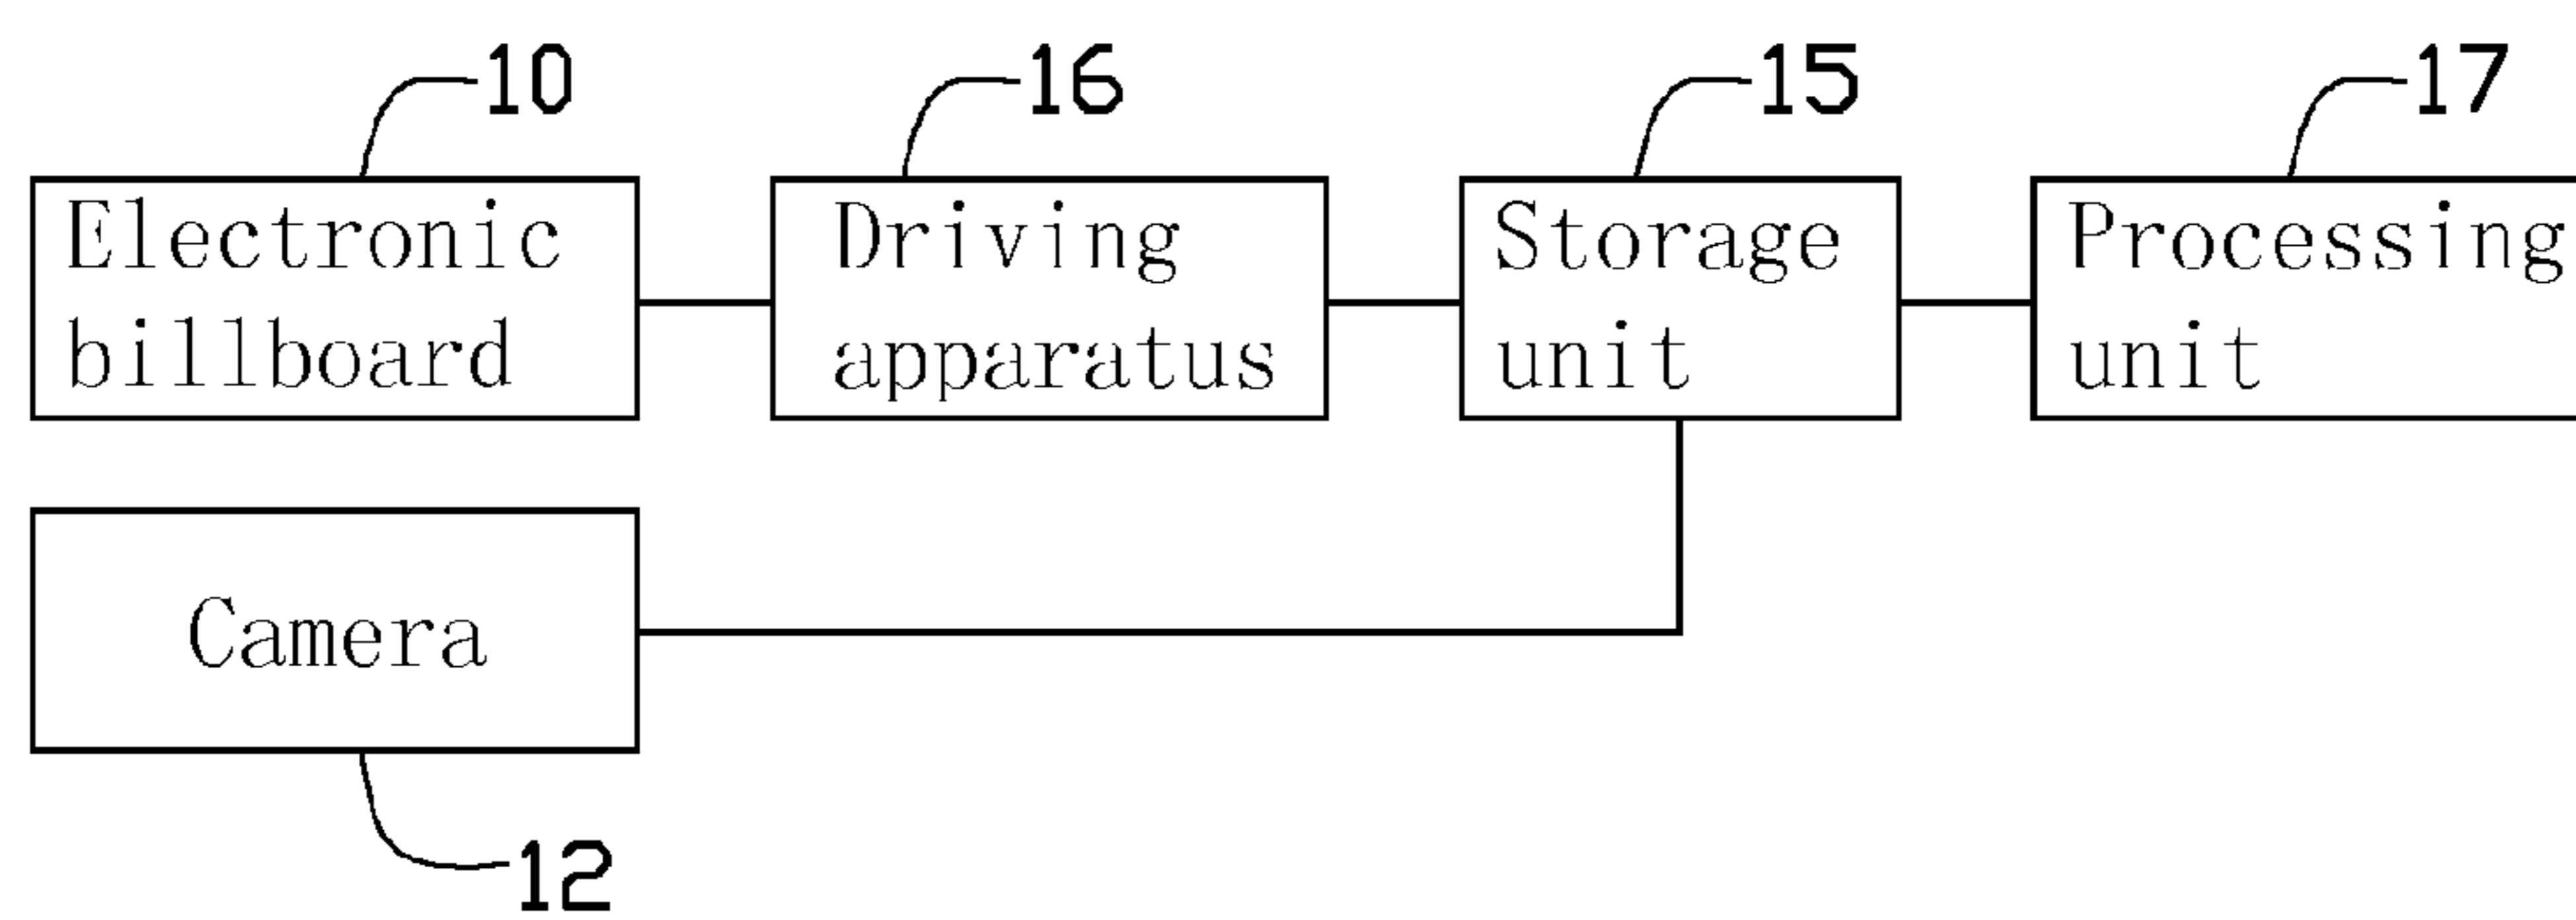 10
16
15
17
Electronic
billboard
Driving
apparatus
Storage
unit
Processing
unit
Camera
12